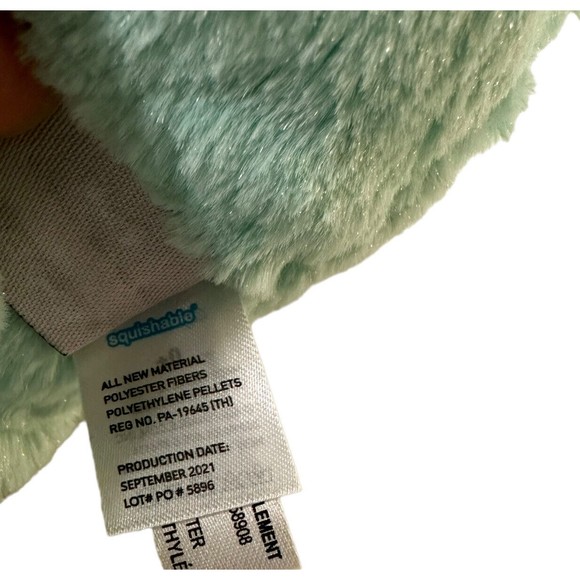 squishable
ALL NEW MATERIAL
POLYESTER FIBERS
POLYETHYLENE PELLETS
REG NO. PA-19645 (TH)
PRODUCTION DATE:
SEPTEMBER 2021
LOT# PO # 5896
LEMENT
58908
TER
THYLÈ